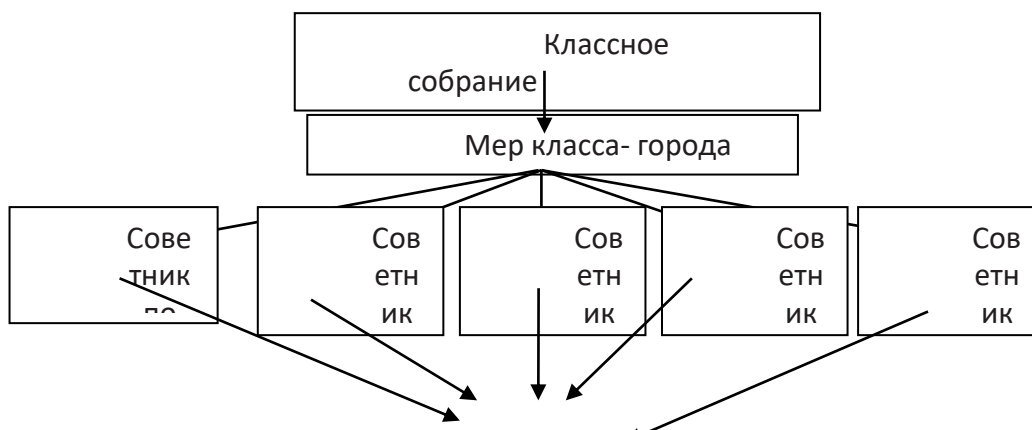 Классное
собрание
Мер класса- города
Сове
тник
по
Сов
етн
ик
Сов
етн
ик
Сов
етн
ик
Сов
етн
ик